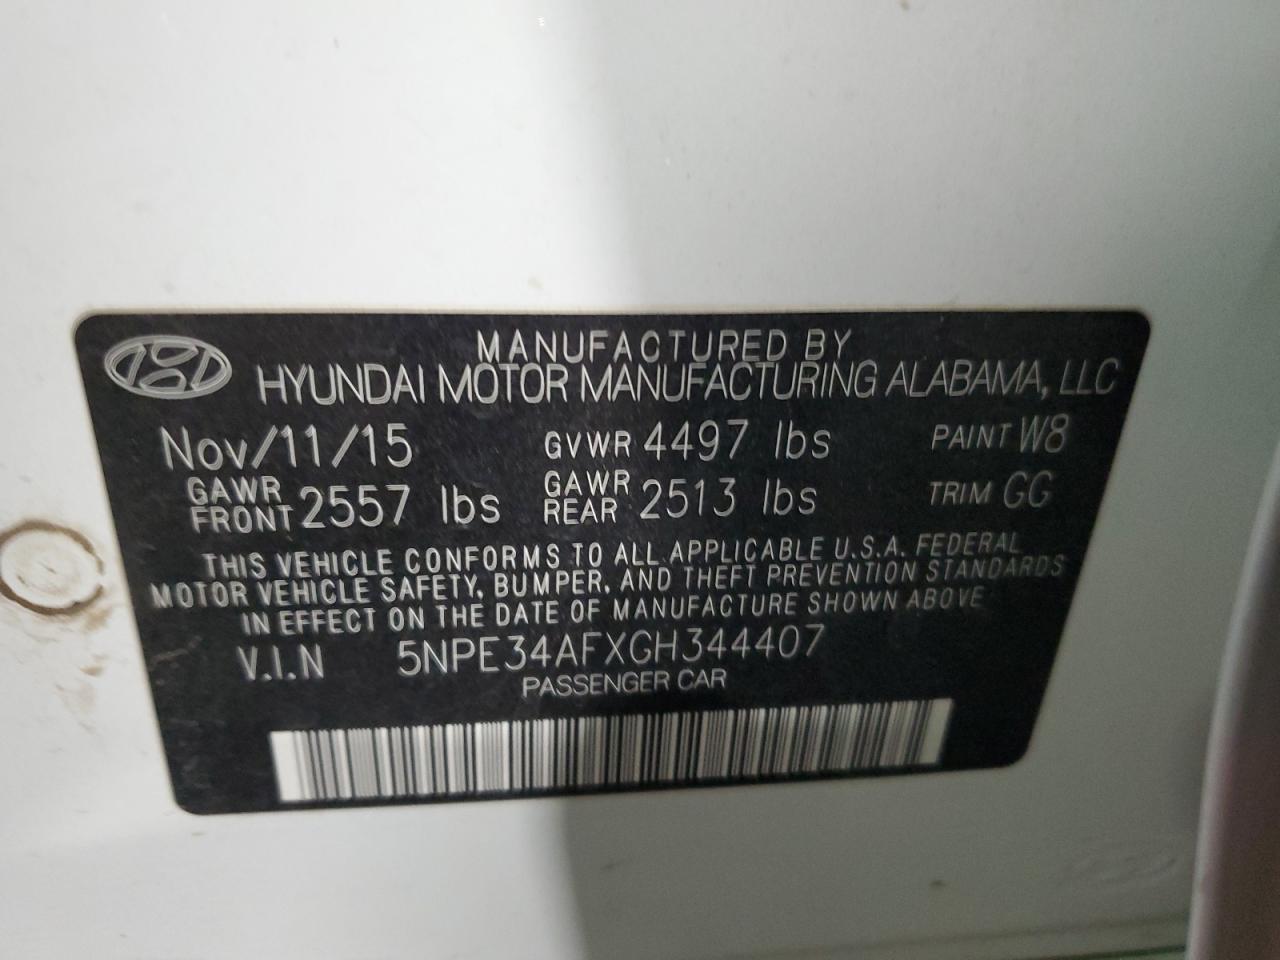 MANUFACTURED BY
HYUNDAI MOTOR MANUFACTURING ALABAMA, LLC
Nov/11/15 GVWR 4497 lbs PAINT W8
GAWR FRONT 2557 lbs GAWR REAR 2513 lbs TRIM GG
THIS VEHICLE CONFORMS TO ALL APPLICABLE U.S.A. FEDERAL
MOTOR VEHICLE SAFETY, BUMPER, AND THEFT PREVENTION STANDARDS
IN EFFECT ON THE DATE OF MANUFACTURE SHOWN ABOVE
V.I.N 5NPE34AFXGH344407
PASSENGER CAR